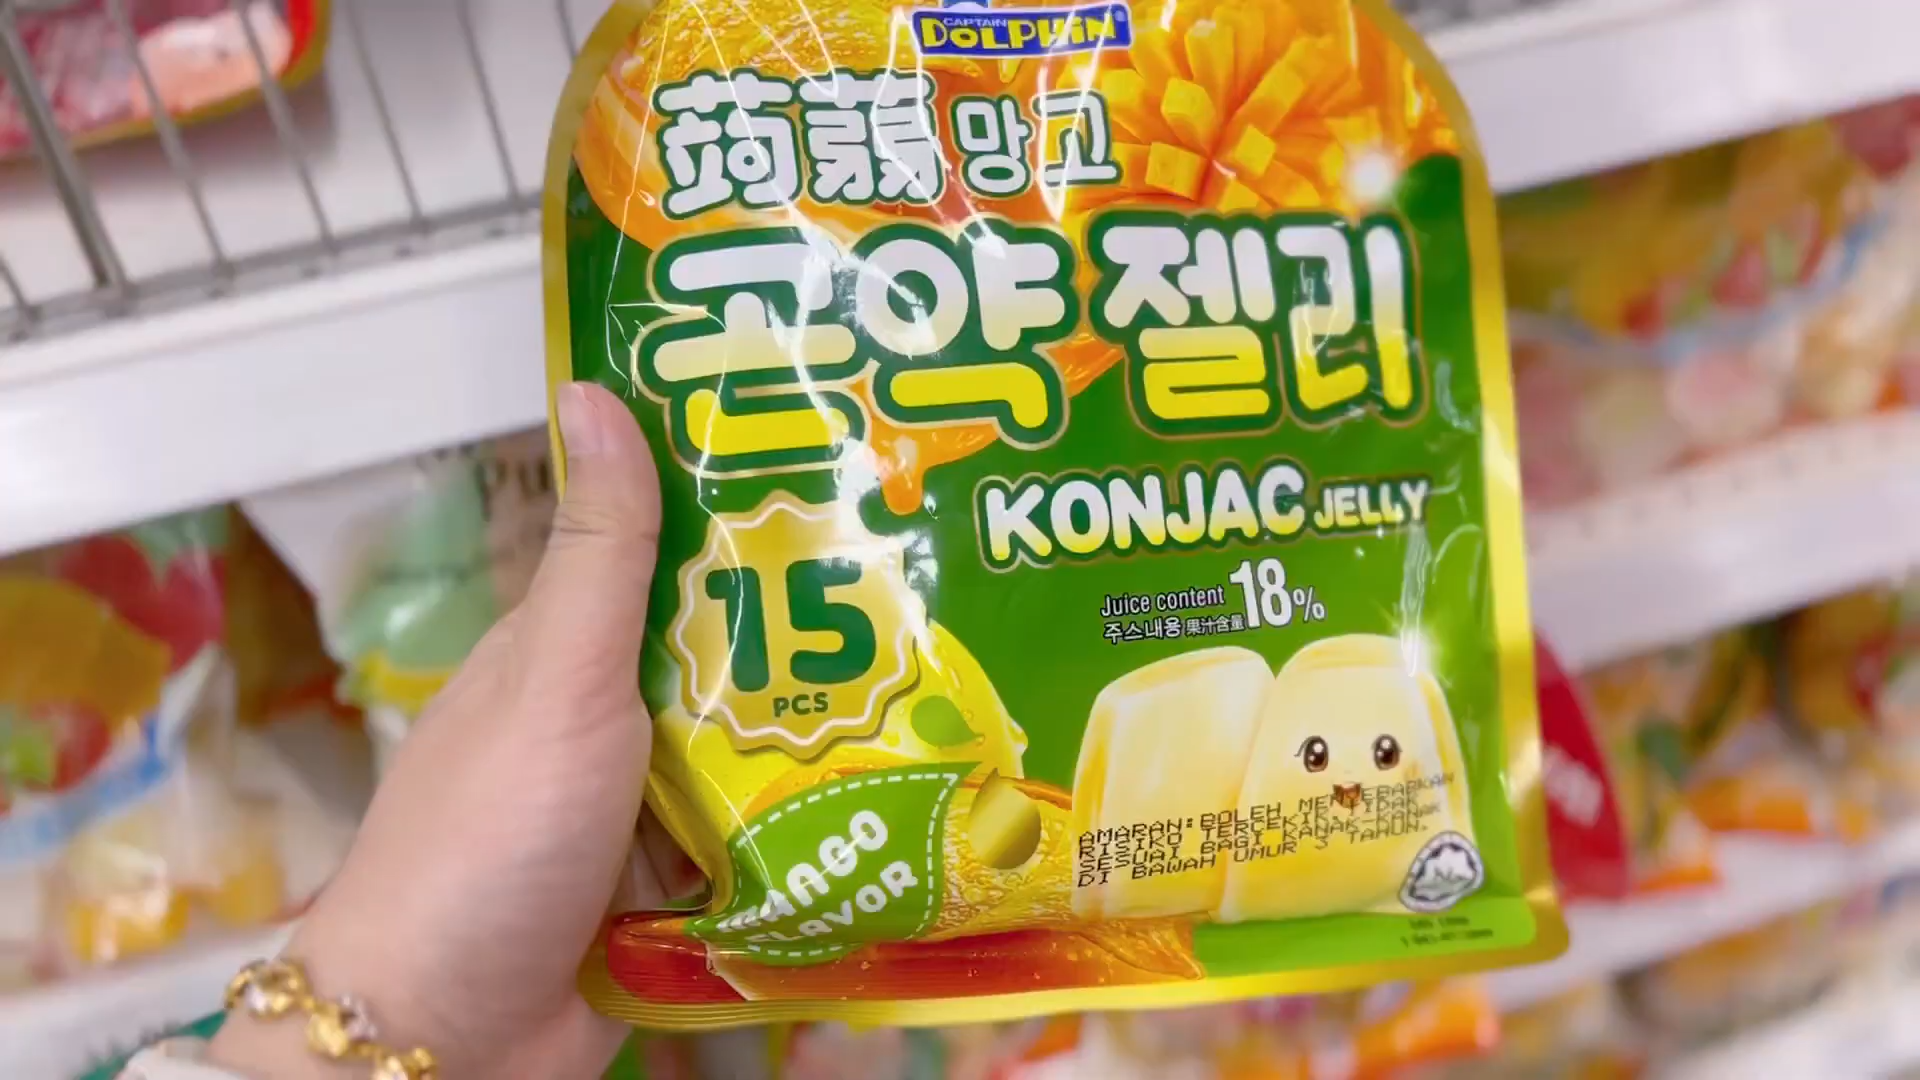 CAPTAIN
DOLPHIN®
蒟蒻 망고
곤약 젤리
KONJAC JELLY
Juice content 18%
주스내용 果汁含量
15
PCS
MANGO
FLAVOR
AMARAN: BOLEH MENYEBABKAN
RISIKO TERCEKIK. TIDAK
SESUAI BAGI KANAK-KANAK
DI BAWAH UMUR 3 TAHUN.